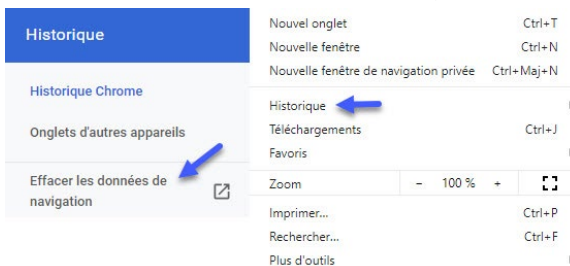 Historique
Historique Chrome
Onglets d'autres appareils
Effacer les données de
navigation
Nouvel onglet Ctrl+T
Nouvelle fenêtre Ctrl+N
Nouvelle fenêtre de navigation privée Ctrl+Maj+N
Historique
Téléchargements Ctrl+J
Favoris
Zoom - 100 % +
Imprimer... Ctrl+P
Rechercher... Ctrl+F
Plus d'outils